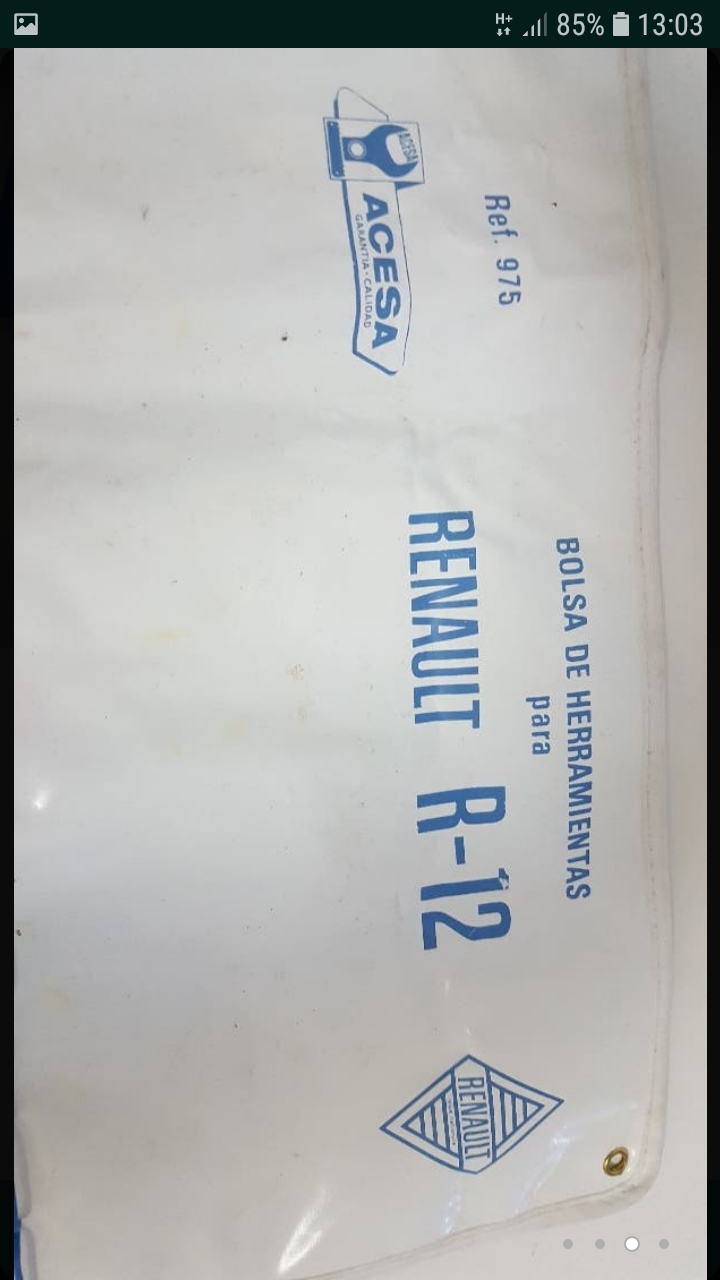 H+ 85% 13:03
BOLSA DE HERRAMIENTAS
para
Ref. 975
RENAULT R-12
ACESA
ACESA
GARANTIA-CALIDAD
RENAULT